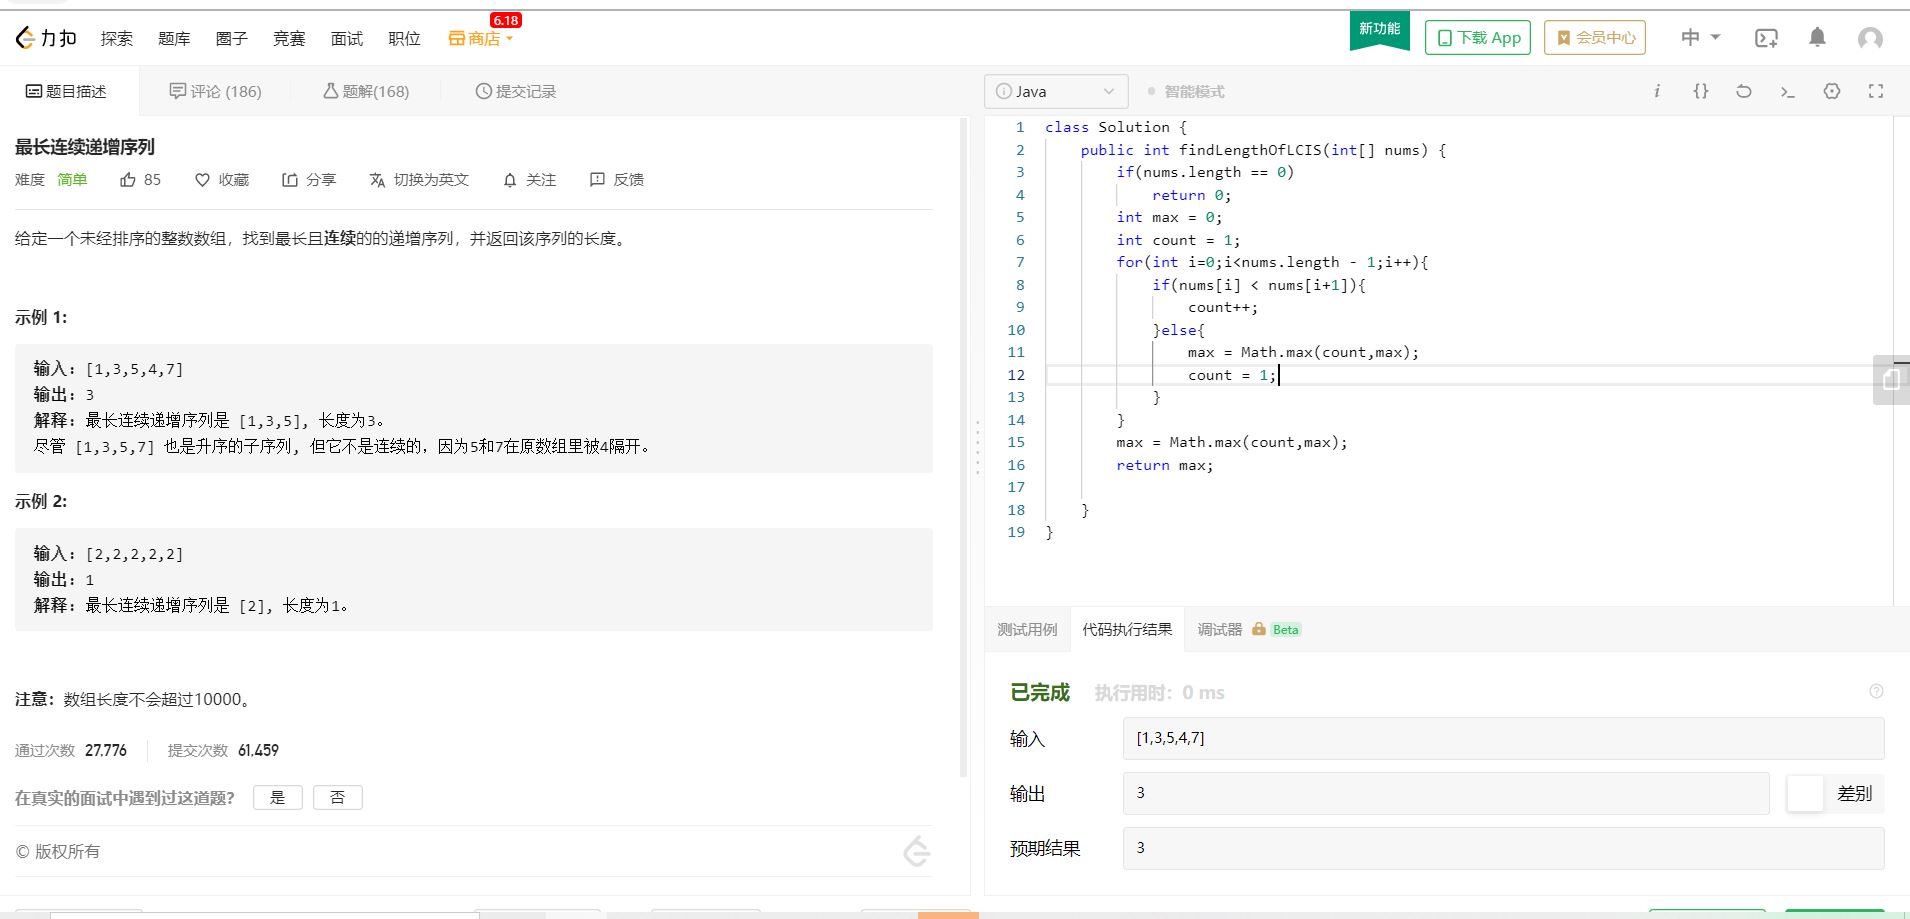 力扣 探索 题库 圈子 竞赛 面试 职位 商店 6.18 新功能 下载 App 会员中心 中
题目描述 评论 (186) 题解(168) 提交记录
最长连续递增序列
难度 简单 85 收藏 分享 切换为英文 关注 反馈
给定一个未经排序的整数数组，找到最长且连续的的递增序列，并返回该序列的长度。
示例 1:
输入: [1,3,5,4,7]
输出: 3
解释: 最长连续递增序列是 [1,3,5], 长度为3。
尽管 [1,3,5,7] 也是升序的子序列, 但它不是连续的，因为5和7在原数组里被4隔开。
示例 2:
输入: [2,2,2,2,2]
输出: 1
解释: 最长连续递增序列是 [2], 长度为1。
注意：数组长度不会超过10000。
通过次数 27,776 提交次数 61,459
在真实的面试中遇到过这道题? 是 否
© 版权所有
Java 智能模式
1 class Solution {
2 public int findLengthOfLCIS(int[] nums) {
3 if(nums.length == 0)
4 return 0;
5 int max = 0;
6 int count = 1;
7 for(int i=0;i<nums.length - 1;i++){
8 if(nums[i] < nums[i+1]){
9 count++;
10 }else{
11 max = Math.max(count,max);
12 count = 1;
13 }
14 }
15 max = Math.max(count,max);
16 return max;
17
18 }
19 }
测试用例 代码执行结果 调试器 Beta
已完成 执行用时：0 ms
输入 [1,3,5,4,7]
输出 3 差别
预期结果 3